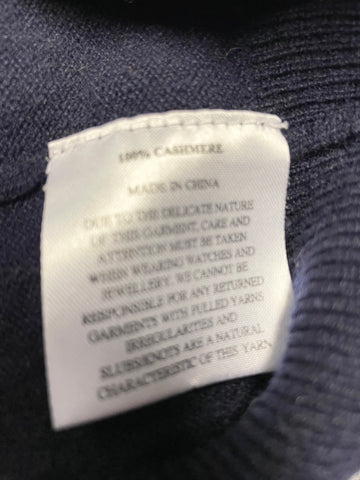 100% CASHMERE
MADE IN CHINA
DUE TO THE DELICATE NATURE
OF THIS GARMENT, CARE AND
ATTENTION MUST BE TAKEN
WHEN WEARING WATCHES AND
JEWELLERY. WE CANNOT BE
RESPONSIBLE FOR ANY RETURNED
GARMENTS WITH PULLED YARNS
IRREGULARITIES AND
SLUBS/KNOTS ARE A NATURAL
CHARACTERISTIC OF THIS YARN